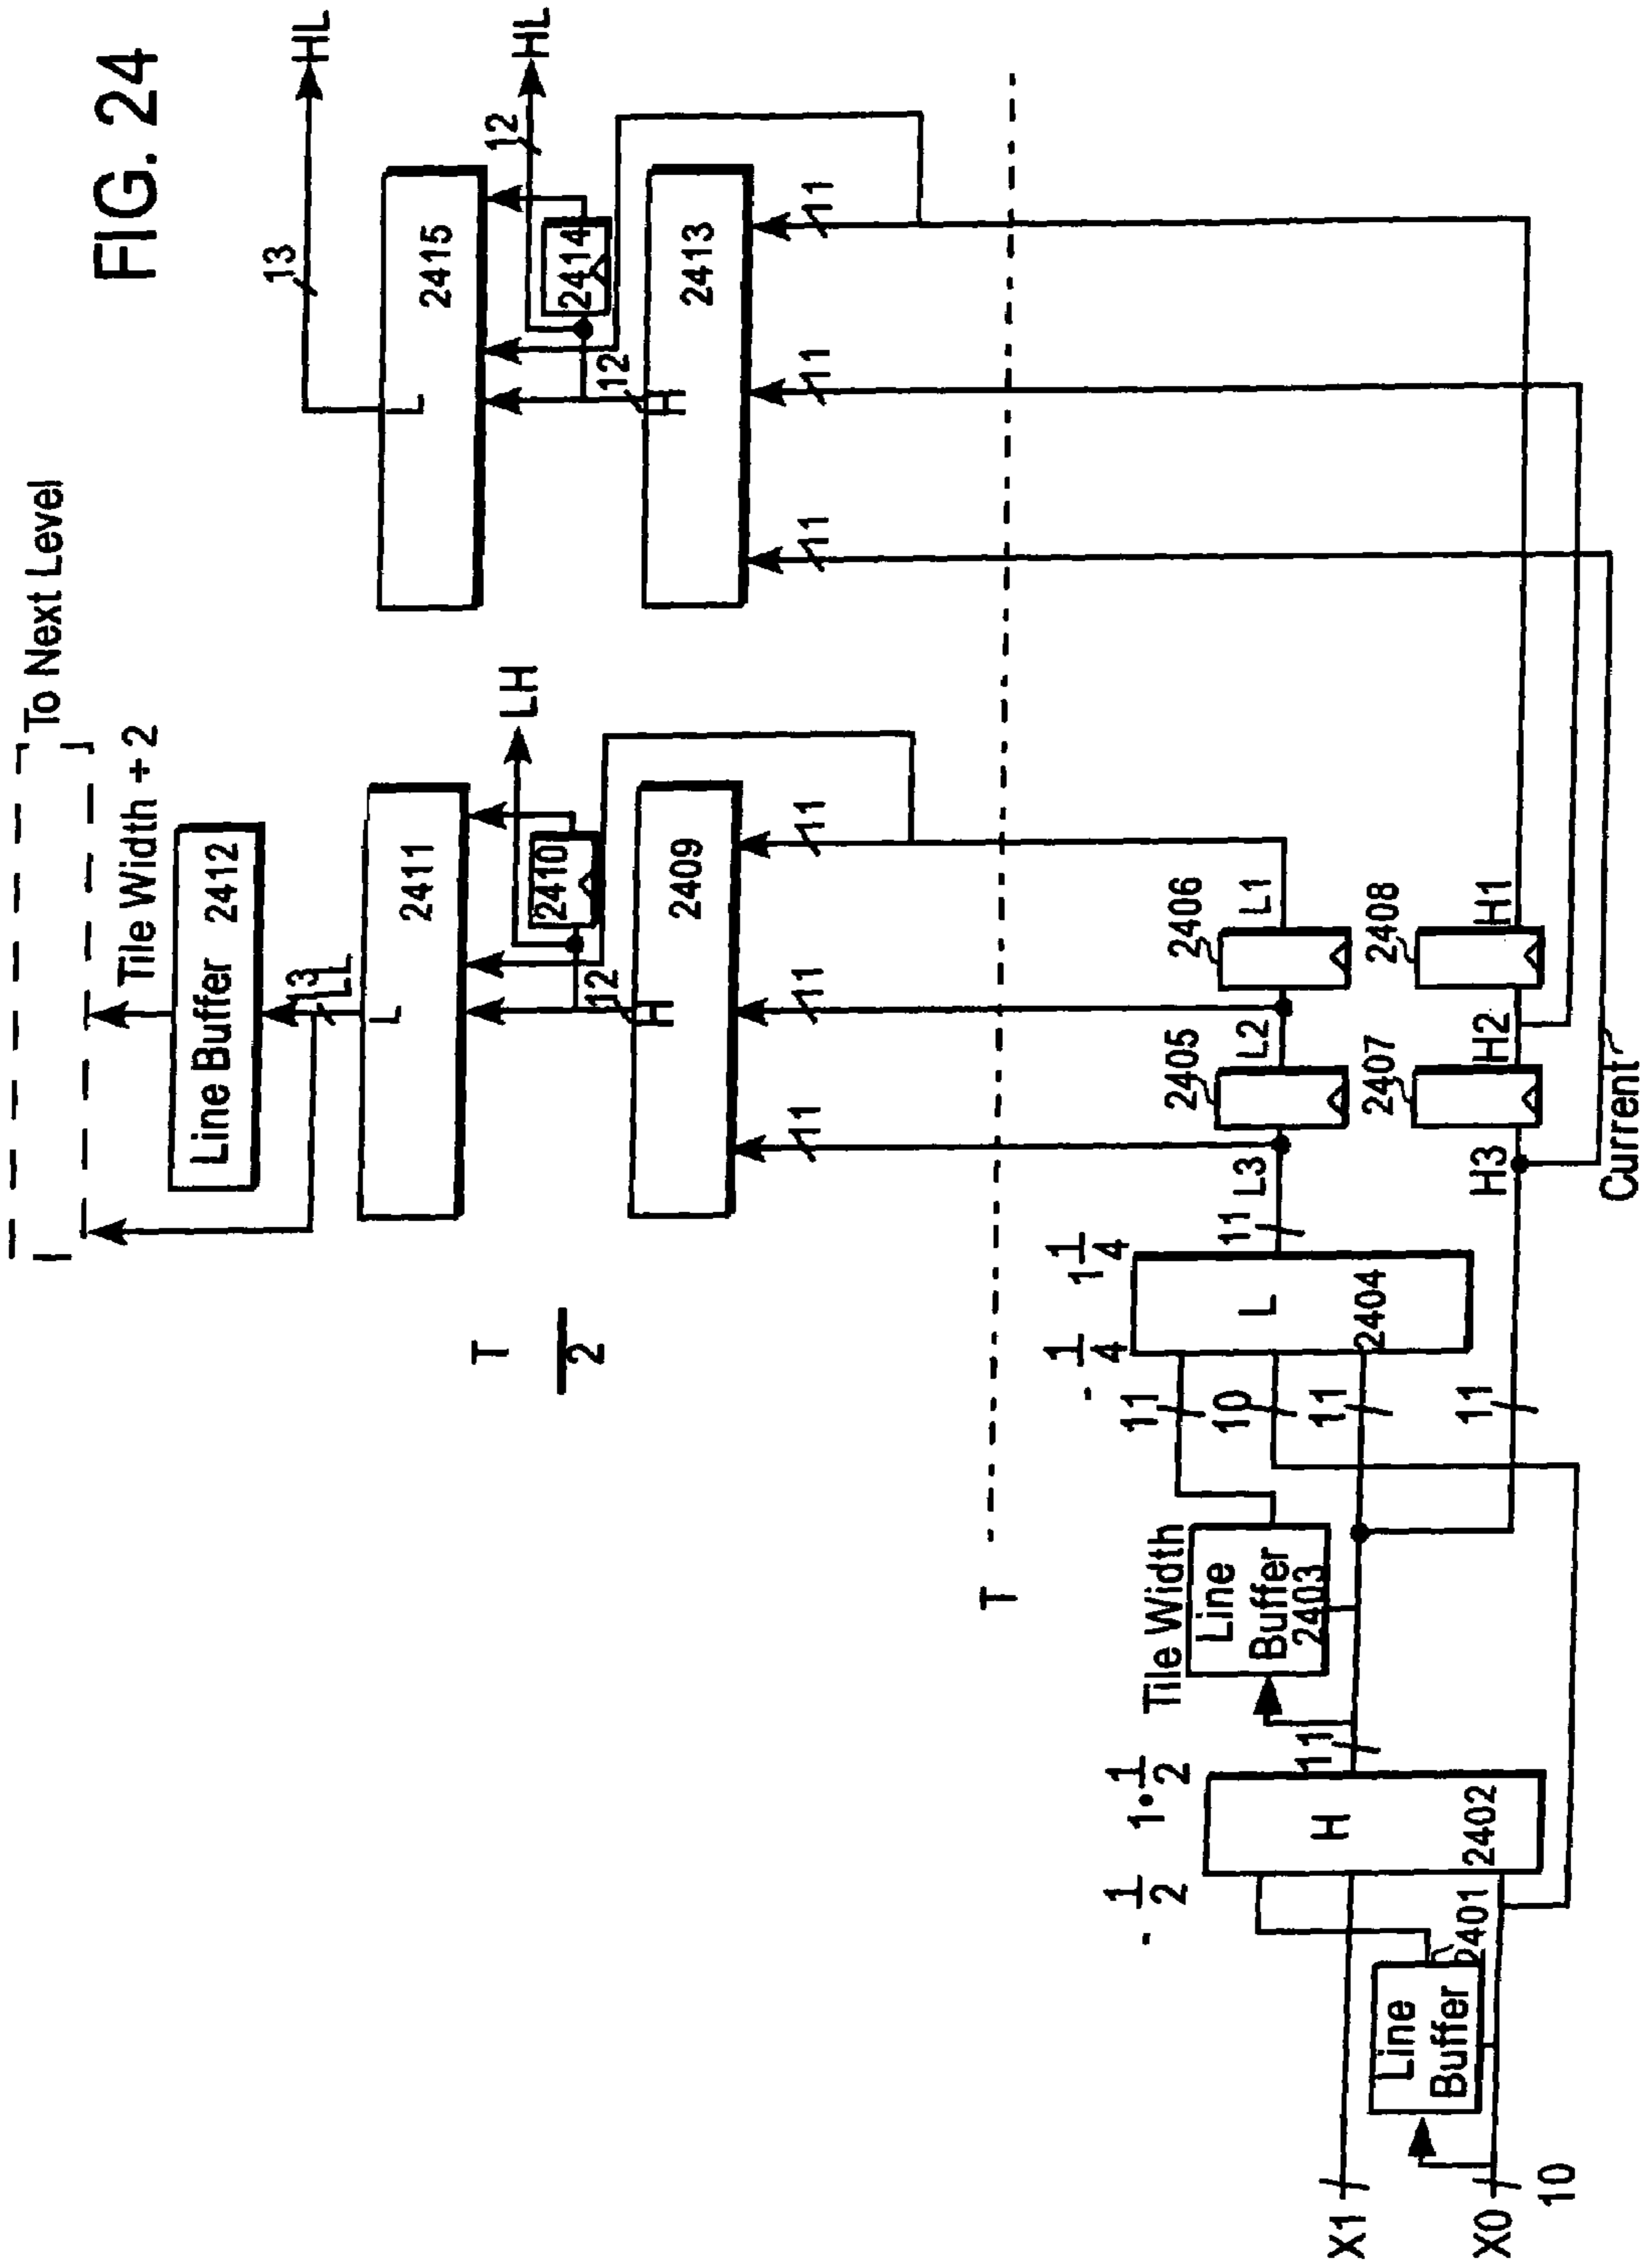 FIG. 24
To Next Level
Tile Width ÷ 2
Line Buffer 2412
13
LL
L
2411
LH
2410
12
H
2409
11
11
11
13
HL
L
2415
12
HL
2414
12
H
2413
11
11
11
T
2
T
X1
X0
10
Line
Buffer
2401
- 1
2
1 • 1
2
H
2402
11
Tile Width
Line
Buffer
2403
11
10
11
11
- 1
4
1 1
4
L
2404
11
L3
2405
L2
2406
L1
H3
2407
H2
2408
H1
Current